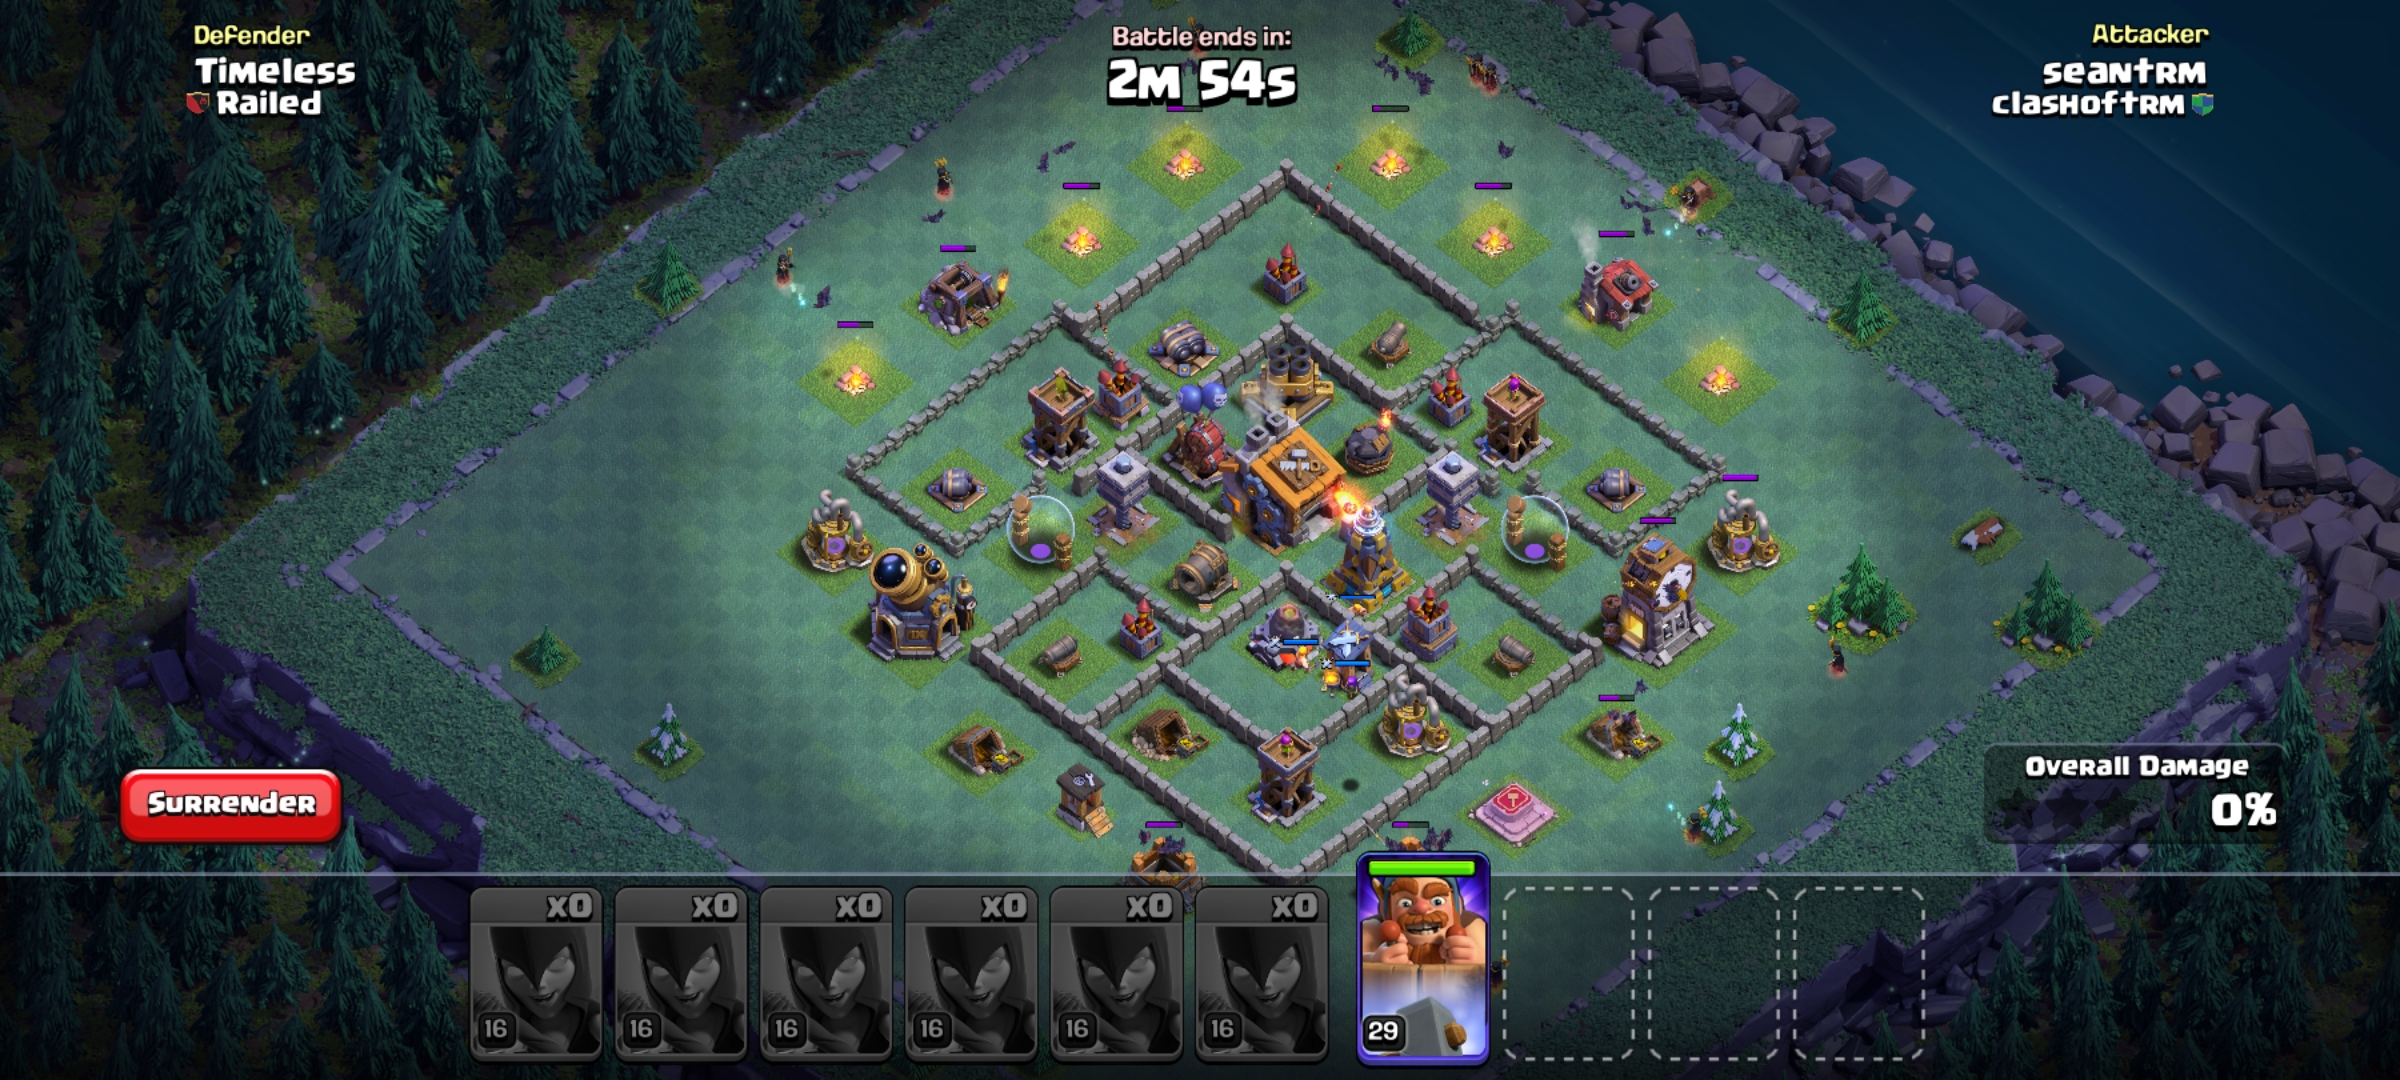 Defender
Timeless
Railed
Battle ends in:
2M 54s
Attacker
seantRM
clashoftRM
Surrender
Overall Damage
0%
x0 x0 x0 x0 x0 x0
16 16 16 16 16 16 29